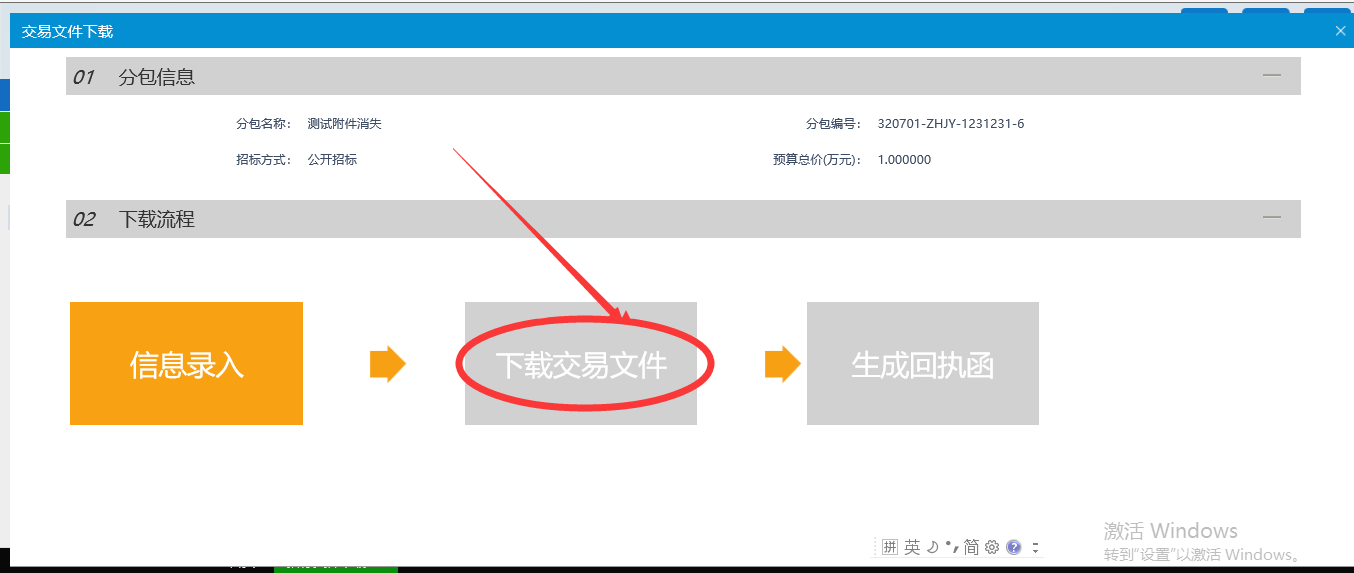 交易文件下载
01 分包信息
分包名称： 测试附件消失 分包编号： 320701-ZHJY-1231231-6
招标方式： 公开招标 预算总价(万元)： 1.000000
02 下载流程
信息录入 下载交易文件 生成回执函
激活 Windows
拼 英 简
转到“设置”以激活 Windows。